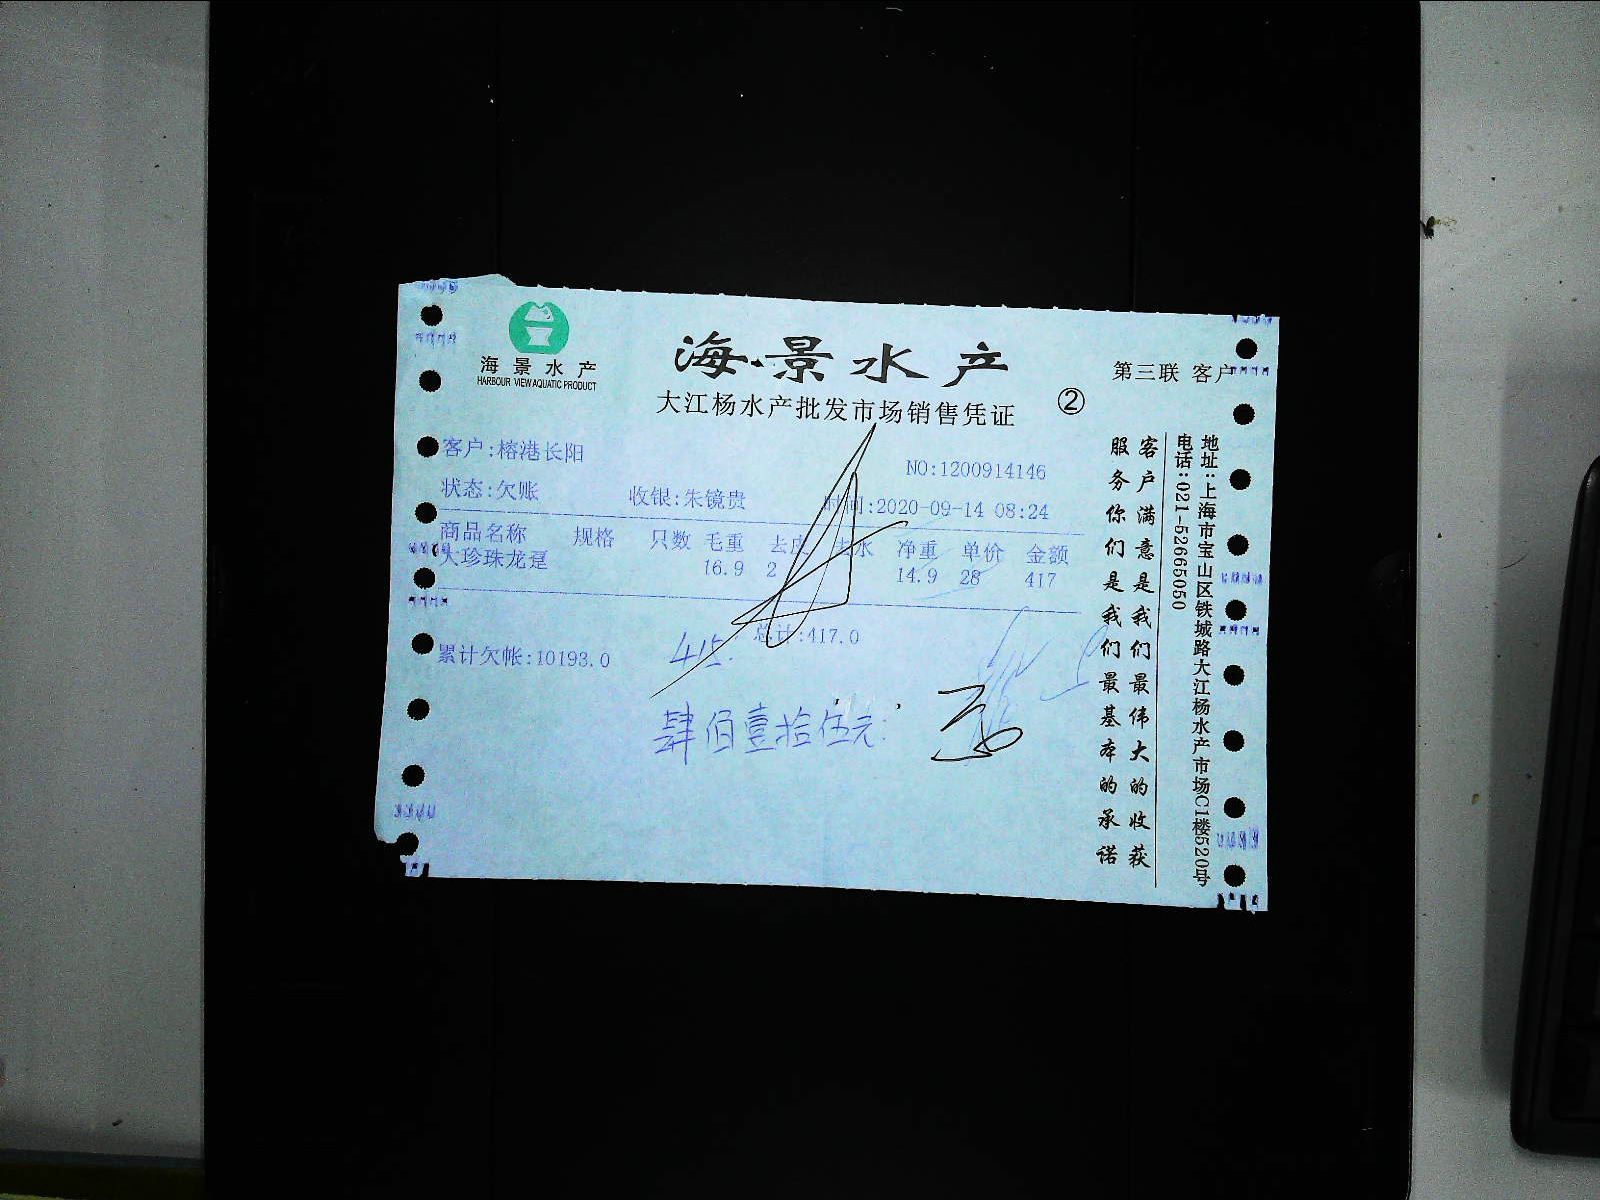 海景水产
HARBOUR VIEW AQUATIC PRODUCT
海景水产
大江杨水产批发市场销售凭证
②
第三联 客户
客户:榕港长阳
NO:1200914146
状态:欠账 收银:朱镜贵 时间:2020-09-14 08:24
商品名称 规格 只数 毛重 去皮 去水 净重 单价 金额
大珍珠龙趸 16.9 2 14.9 28 417
总计:417.0
累计欠帐:10193.0
415.
肆佰壹拾伍元
客户满意是我们最伟大的收获
服务你们是我们最基本的承诺
地址:上海市宝山区铁城路大江杨水产市场C1楼520号
电话:021-52665050